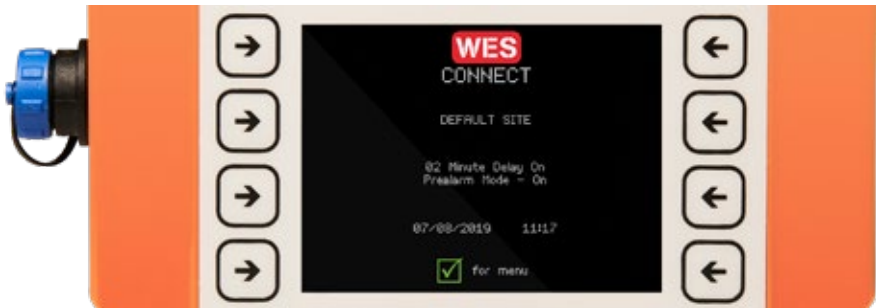 WES
CONNECT
DEFAULT SITE
02 Minute Delay On
Prealarm Mode - On
07/08/2019 11:17
for menu